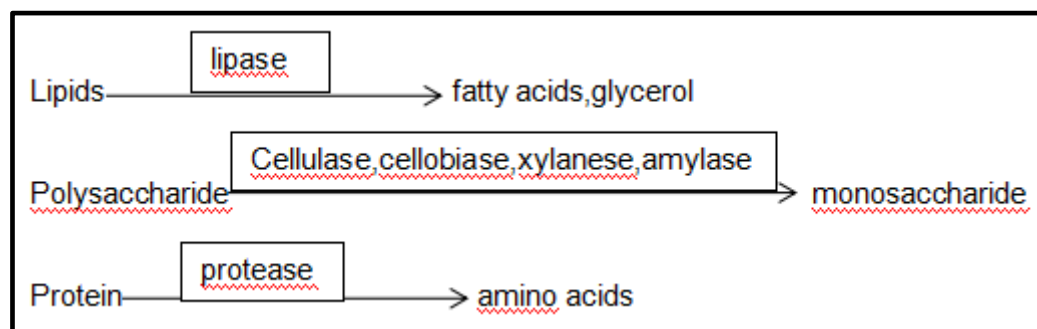 lipase
Lipids fatty acids,glycerol
Cellulase,cellobiase,xylanese,amylase
Polysaccharide monosaccharide
protease
Protein amino acids